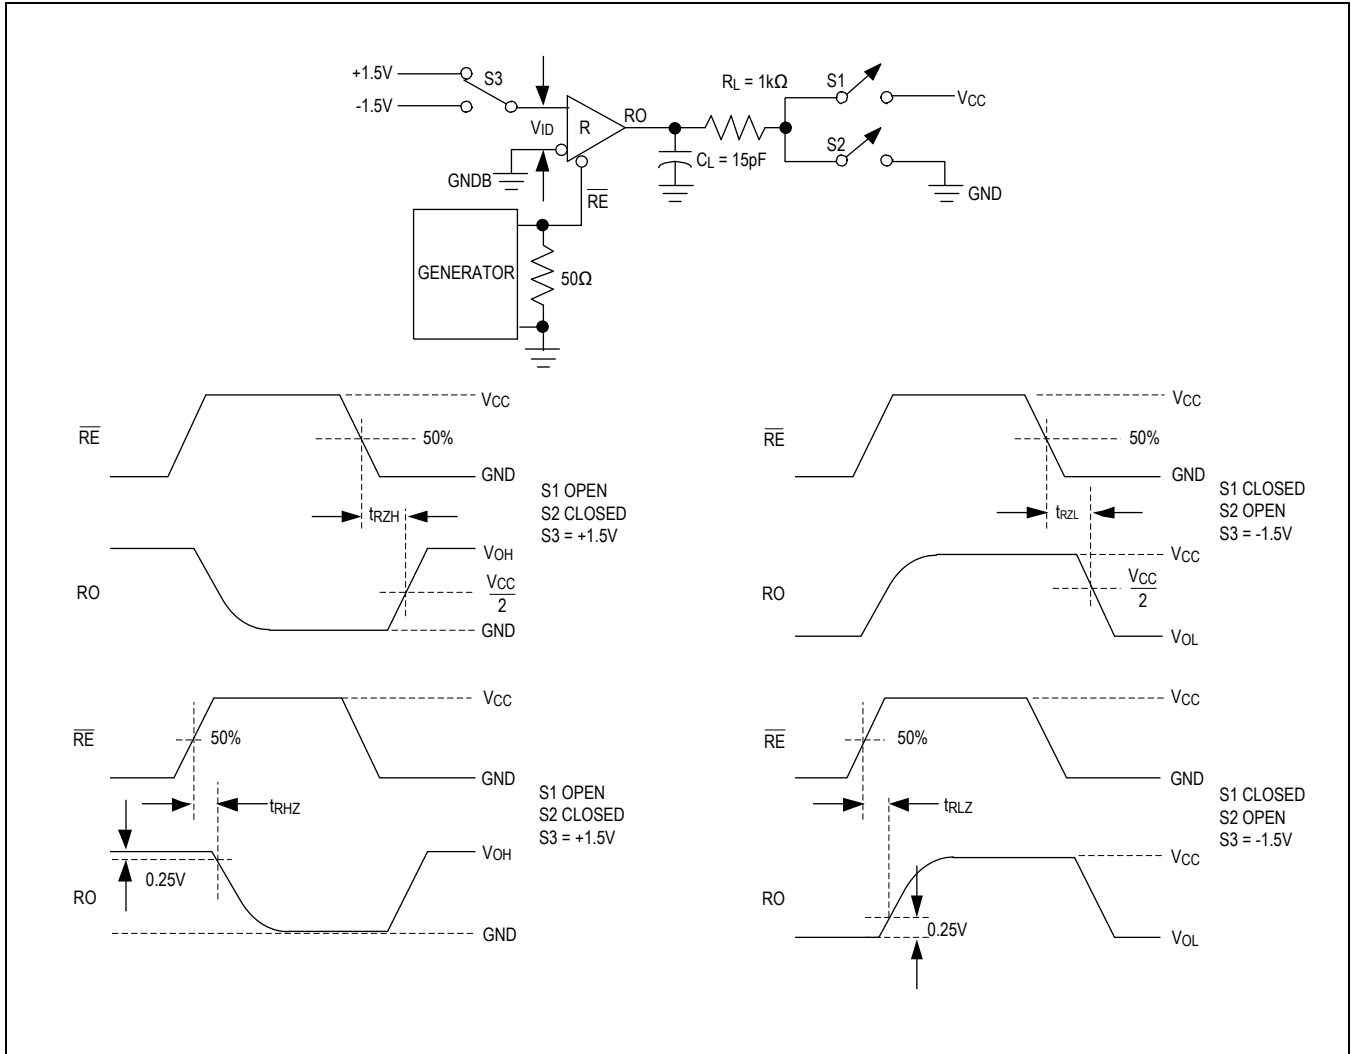 +1.5V
-1.5V
S3
VID
R
RO
RL = 1kΩ
S1
VCC
S2
CL = 15pF
GND
GNDB
RE
GENERATOR
50Ω
RE
VCC
50%
GND
S1 OPEN
S2 CLOSED
S3 = +1.5V
tRZH
RO
VOH
VCC
2
GND
RE
VCC
50%
GND
S1 CLOSED
S2 OPEN
S3 = -1.5V
tRZL
RO
VCC
VCC
2
VOL
RE
VCC
50%
GND
S1 OPEN
S2 CLOSED
S3 = +1.5V
tRHZ
RO
0.25V
VOH
GND
RE
VCC
50%
GND
S1 CLOSED
S2 OPEN
S3 = -1.5V
tRLZ
RO
VCC
0.25V
VOL